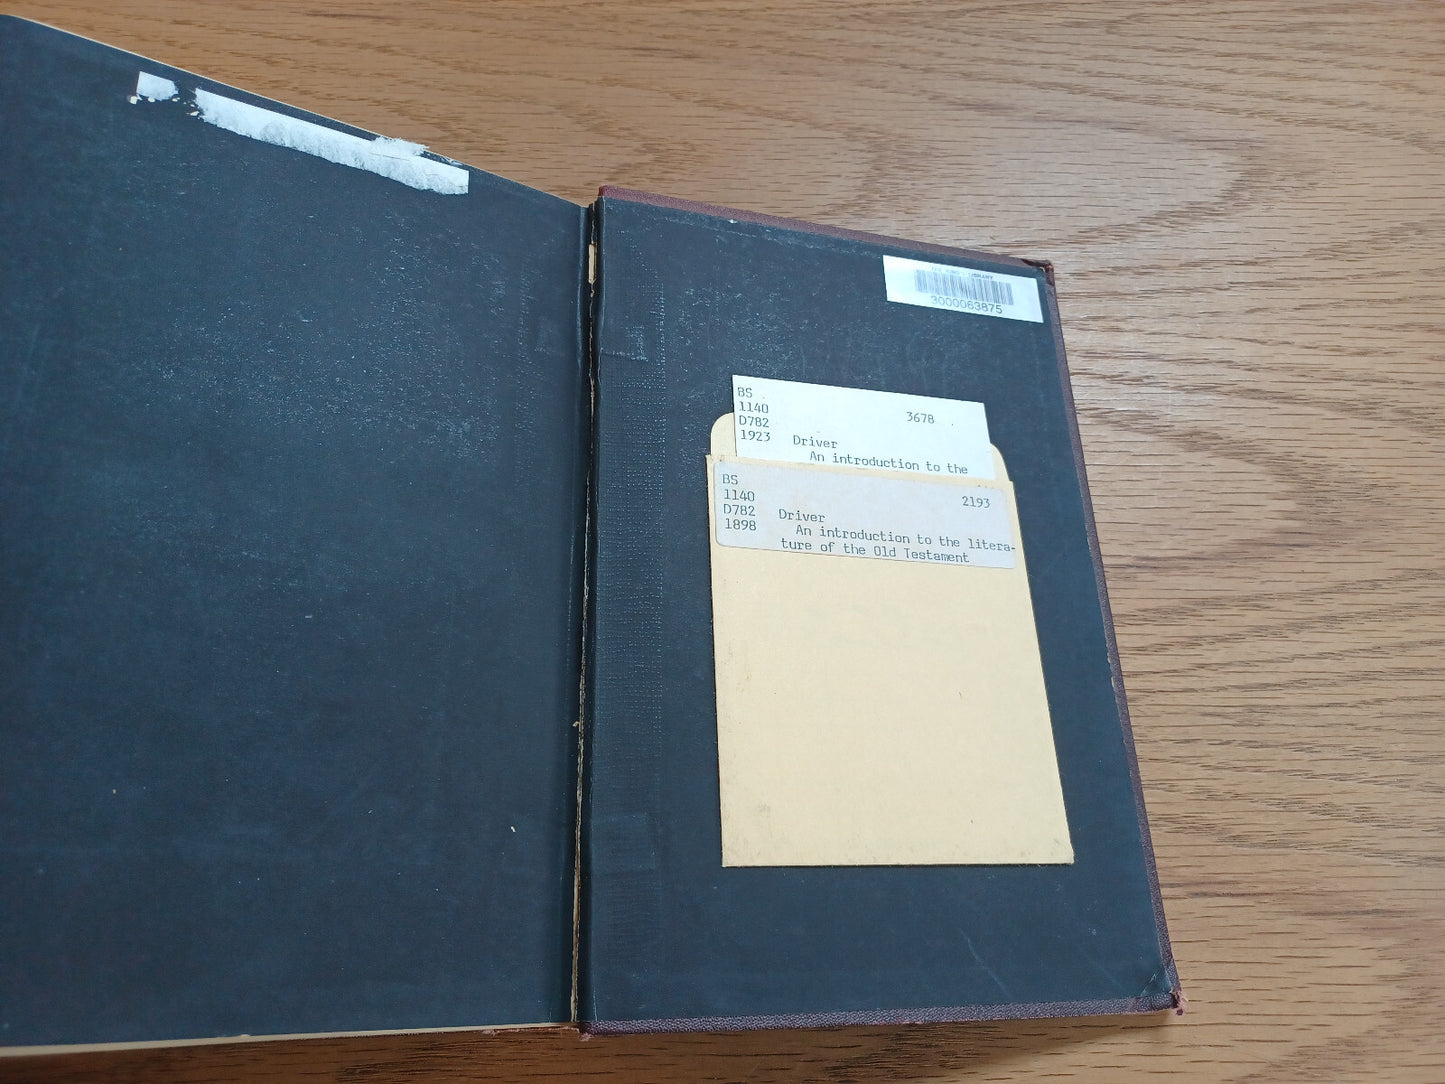 3000063875
BS
1140 3678
D782
1923 Driver
An introduction to the
BS
1140 2193
D782 Driver
1898 An introduction to the litera-
ture of the Old Testament